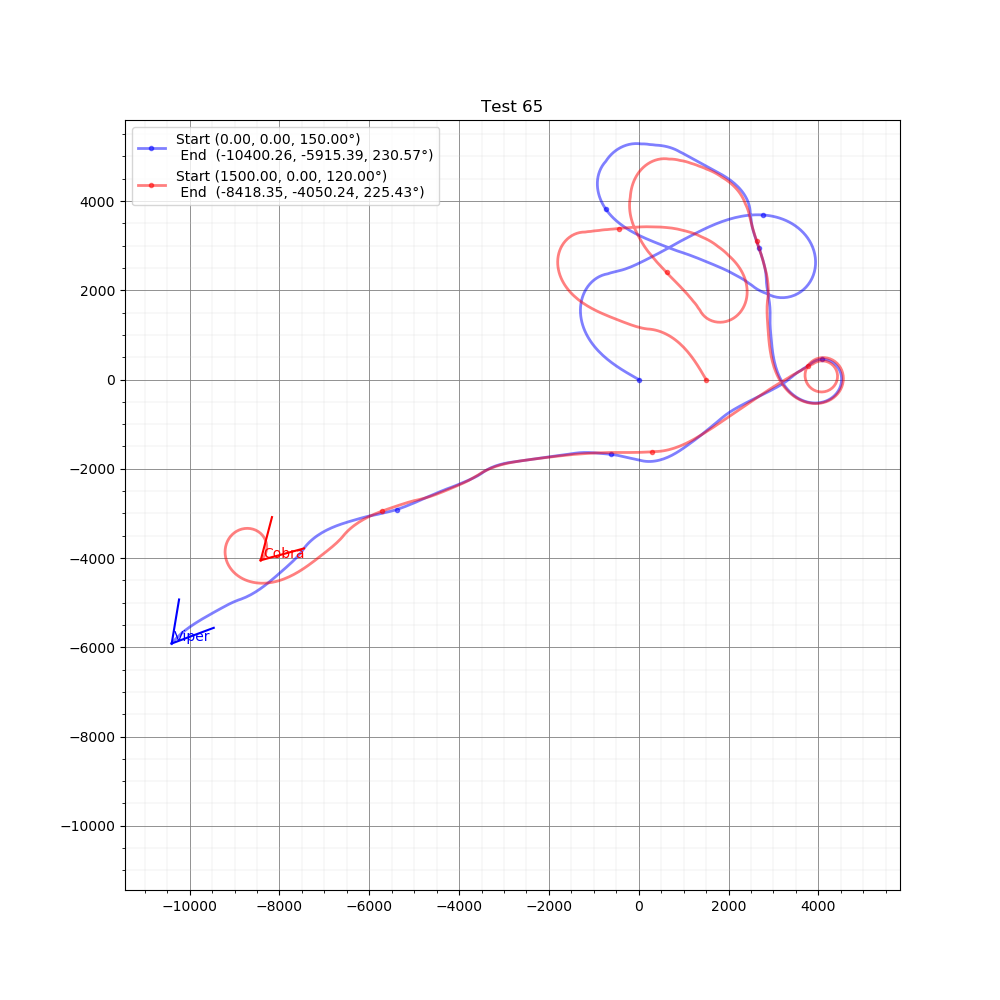 Test 65
Start (0.00, 0.00, 150.00°)
End (-10400.26, -5915.39, 230.57°)
Start (1500.00, 0.00, 120.00°)
End (-8418.35, -4050.24, 225.43°)
4000
2000
0
−2000
−4000
−6000
−8000
−10000
Cobra
Viper
−10000 −8000 −6000 −4000 −2000 0 2000 4000